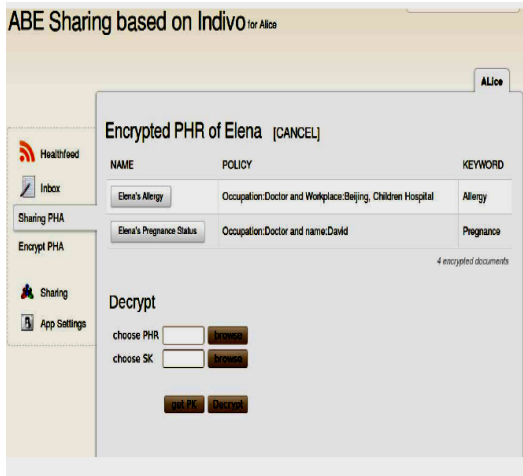 ABE Sharing based on Indivo for Alice
ALice
Encrypted PHR of Elena [CANCEL]
Healthfeed
Inbox
Sharing PHA
Encrypt PHA
Sharing
App Settings
NAME POLICY KEYWORD
Elena's Allergy Occupation:Doctor and Workplace:Beijing, Children Hospital Allergy
Elena's Pregnance Status Occupation:Doctor and name:David Pregnance
4 encrypted documents
Decrypt
choose PHR browse
choose SK browse
get PK Decrypt